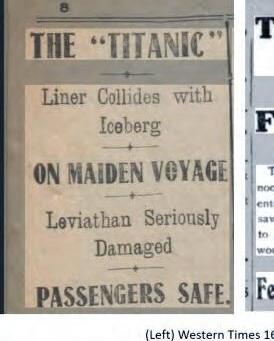 8
THE "TITANIC"
Liner Collides with
Iceberg
ON MAIDEN VOYAGE
Leviathan Seriously
Damaged
PASSENGERS SAFE.
(Left) Western Times 16